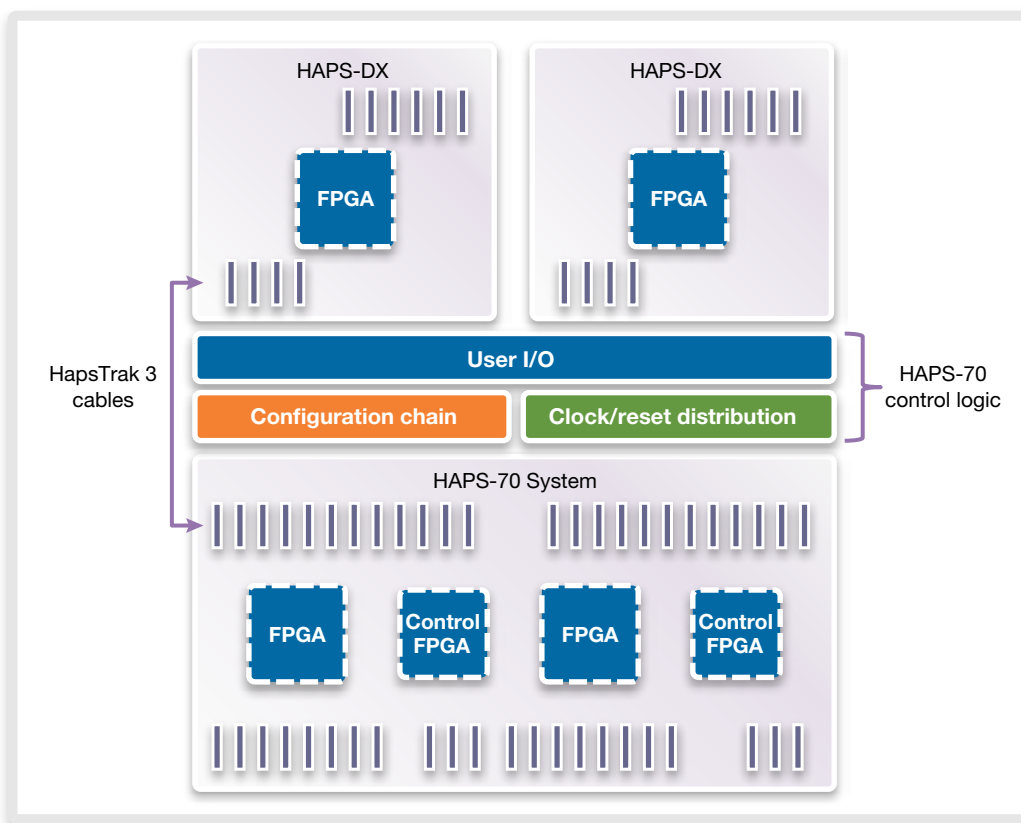 HAPS-DX
HAPS-DX
FPGA
FPGA
User I/O
HapsTrak 3
cables
HAPS-70
control logic
Configuration chain
Clock/reset distribution
HAPS-70 System
FPGA
Control
FPGA
FPGA
Control
FPGA